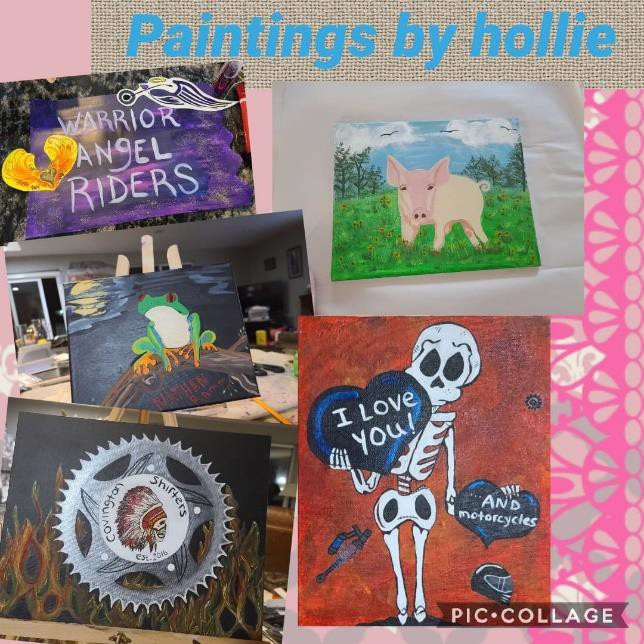 Paintings by hollie
WARRIOR
ANGEL
RIDERS
I LOVE
YOU!
AND
motorcycles
Covington Shifters
EST. 2016
PIC•COLLAGE